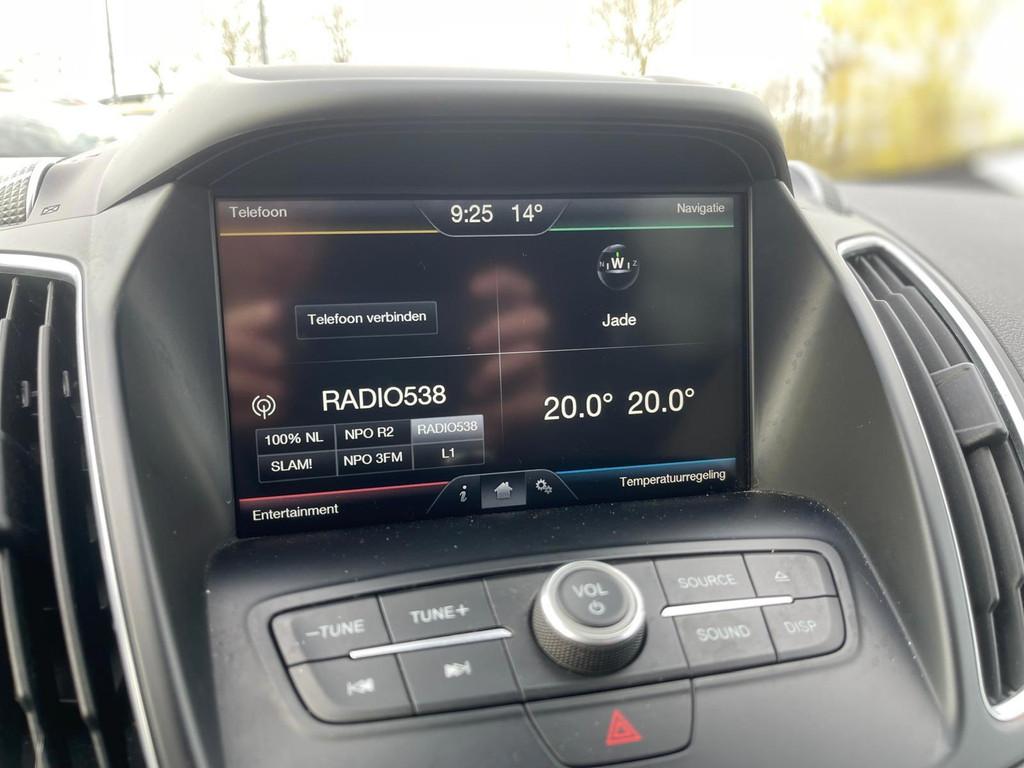 Telefoon
9:25 14°
Navigatie
N W Z
Telefoon verbinden
Jade
RADIO538
20.0° 20.0°
100% NL NPO R2 RADIO538
SLAM! NPO 3FM L1
Entertainment
i
Temperatuurregeling
–TUNE TUNE+
VOL
SOURCE
SOUND DISP